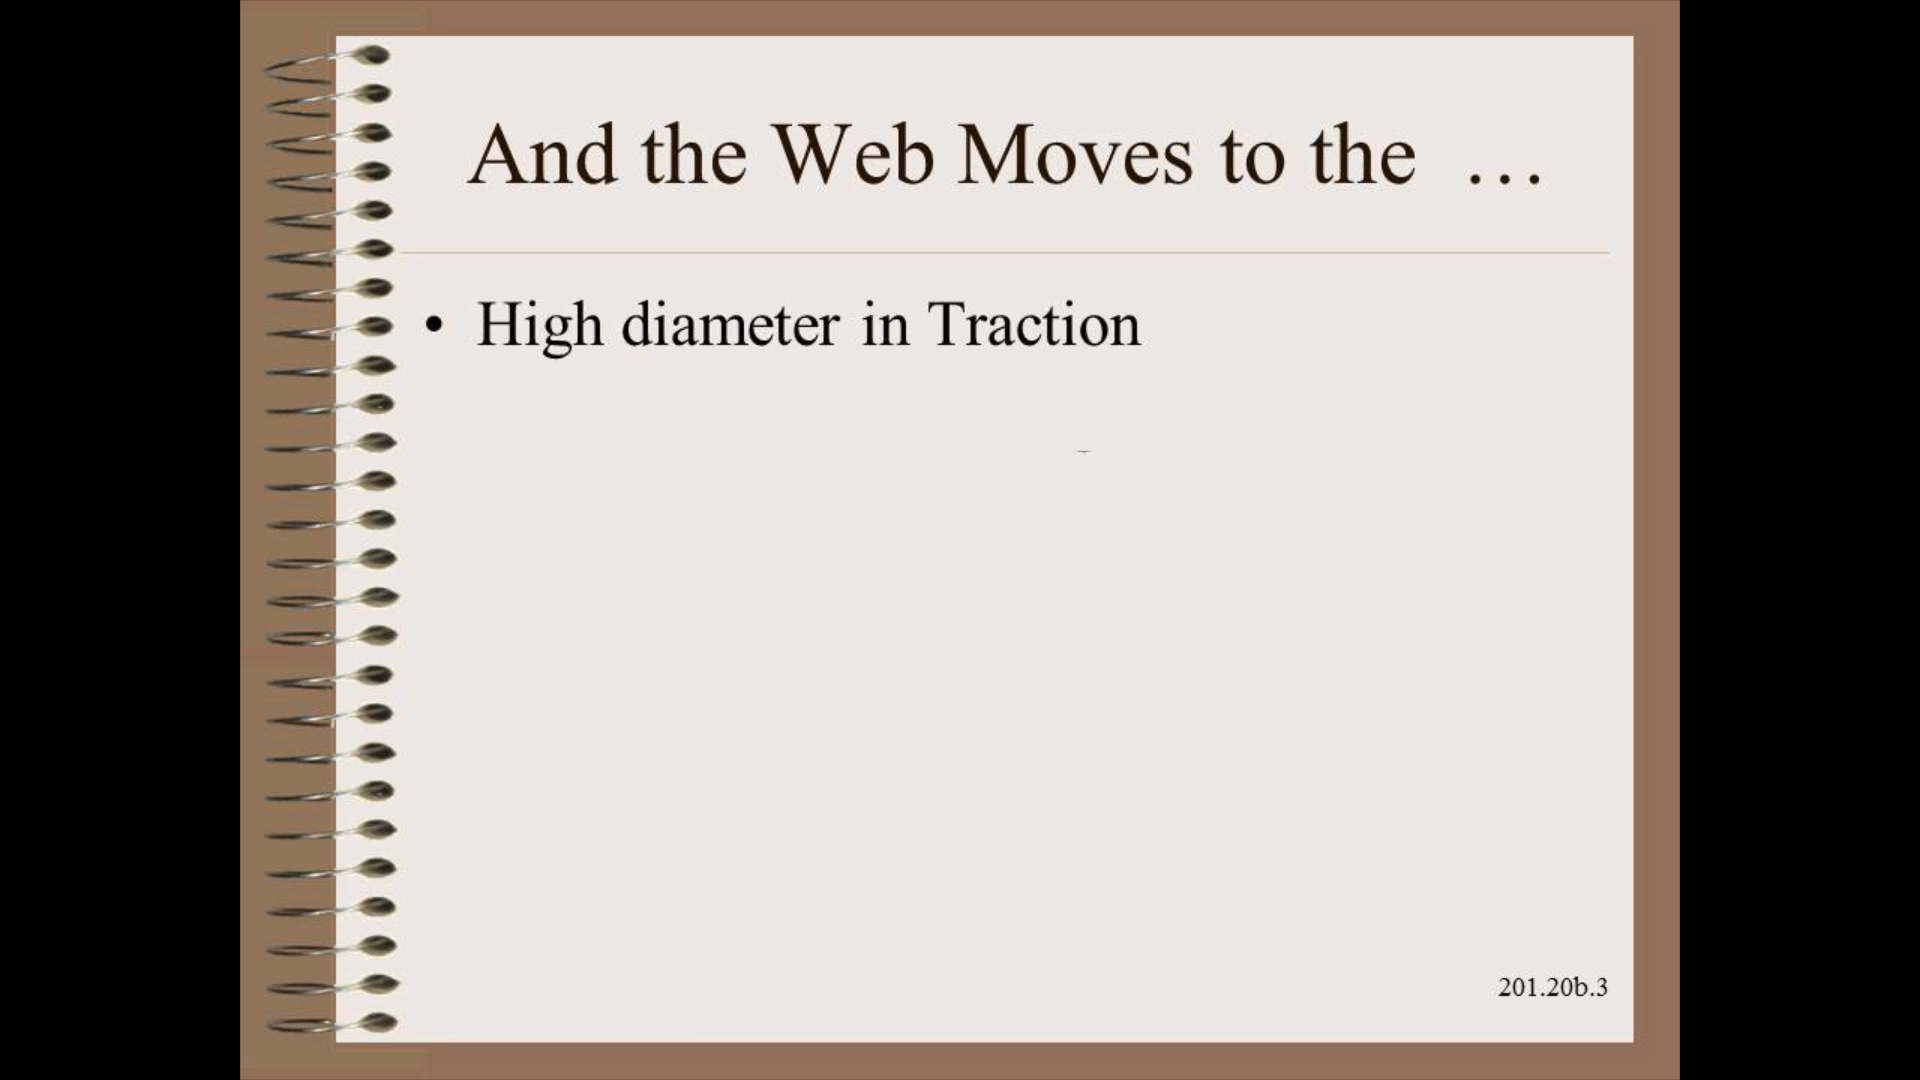 And the Web Moves to the …
• High diameter in Traction
201.20b.3